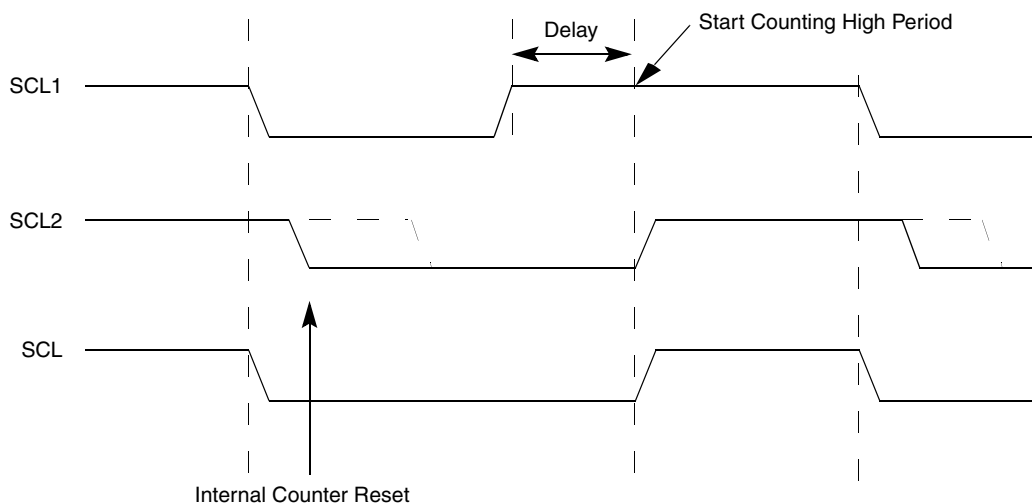 Start Counting High Period
Delay
SCL1
SCL2
SCL
Internal Counter Reset